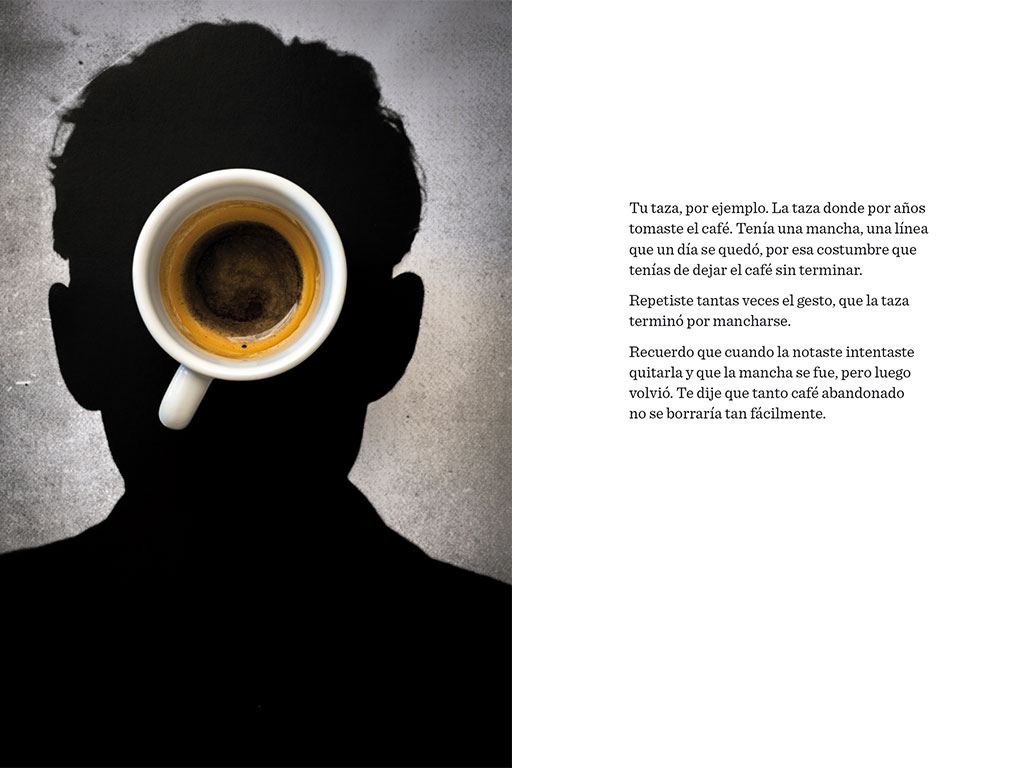 Tu taza, por ejemplo. La taza donde por años
tomaste el café. Tenía una mancha, una línea
que un día se quedó, por esa costumbre que
tenías de dejar el café sin terminar.
Repetiste tantas veces el gesto, que la taza
terminó por mancharse.
Recuerdo que cuando la notaste intentaste
quitarla y que la mancha se fue, pero luego
volvió. Te dije que tanto café abandonado
no se borraría tan fácilmente.